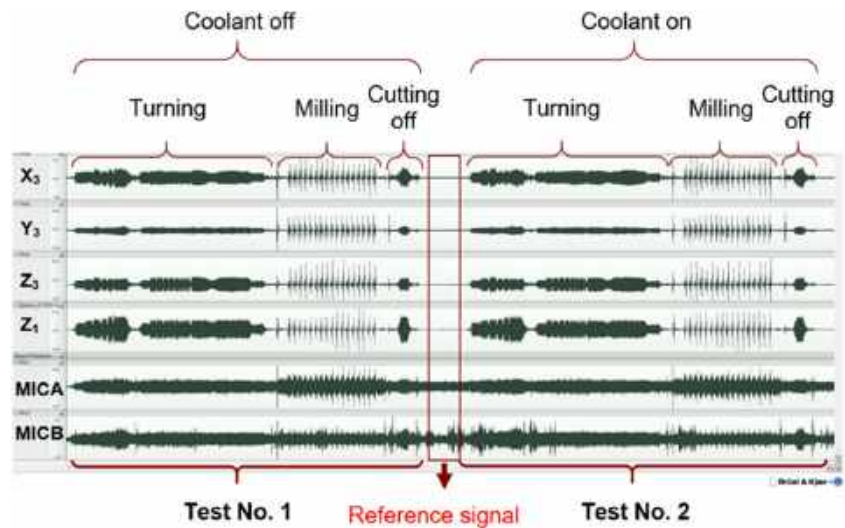 Coolant off Coolant on
Turning Milling Cutting off Turning Milling Cutting off
X₃
Y₃
Z₃
Z₁
MICA
MICB
Brüel & Kjær
Test No. 1 Reference signal Test No. 2